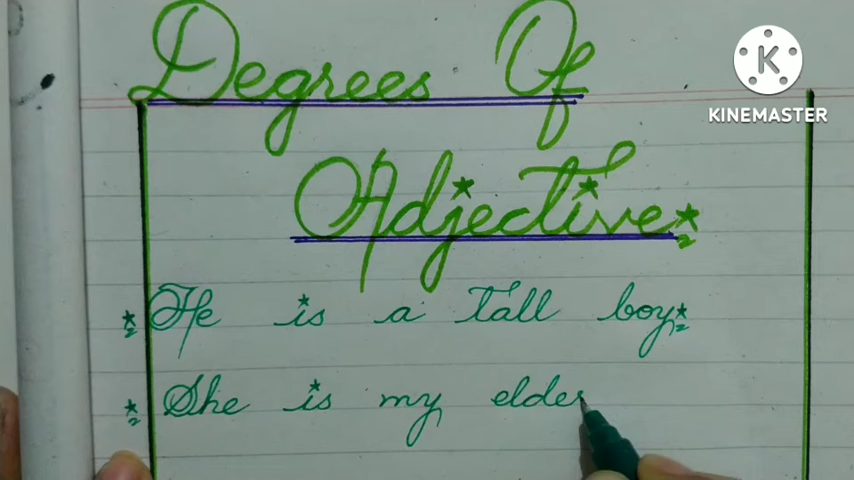 Degrees Of
KINEMASTER
Adjective
He is a tall boy
She is my elder